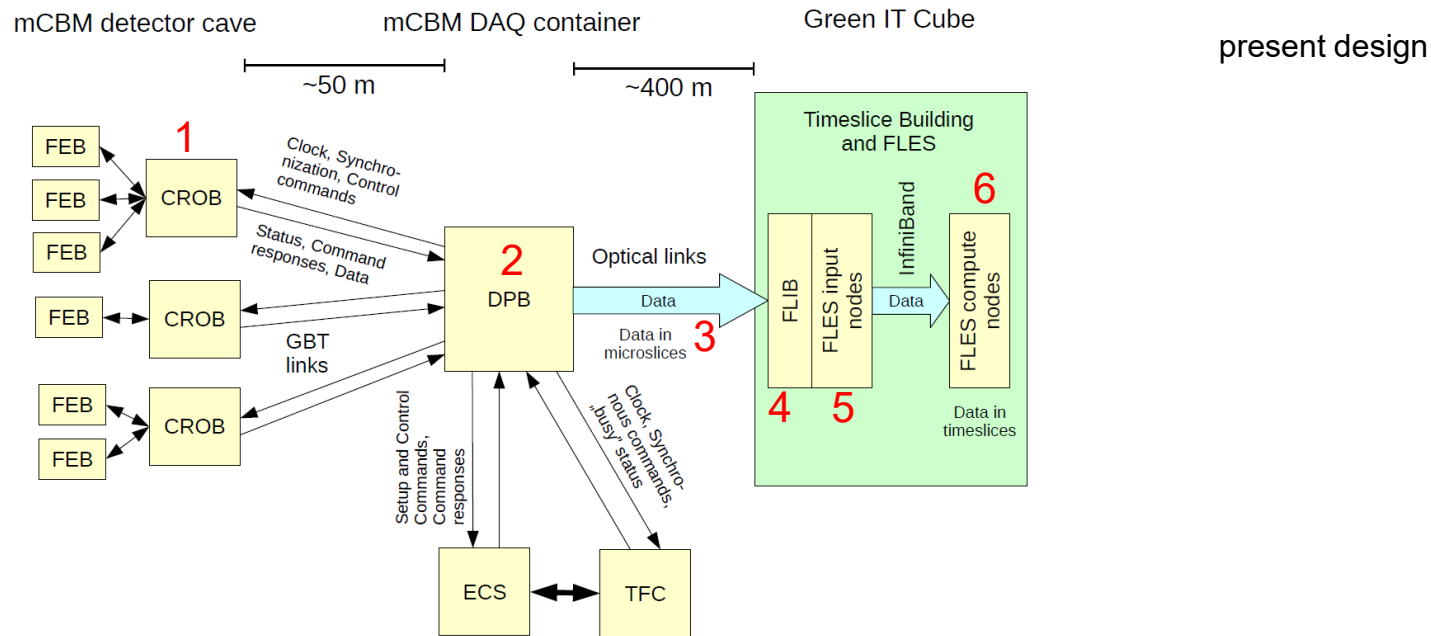 mCBM detector cave
mCBM DAQ container
Green IT Cube
present design
~50 m
~400 m
Timeslice Building
and FLES
FEB
FEB
FEB
1
CROB
Clock, Synchro-
nization, Control
commands
Status, Command
responses, Data
FEB
CROB
GBT
links
FEB
FEB
CROB
2
DPB
Optical links
Data
Data in
microslices
3
FLIB
4
FLES input
nodes
5
InfiniBand
Data
6
FLES compute
nodes
Data in
timeslices
Setup and Control
Commands,
Command
responses
Clock, Synchro-
nous commands,
„busy” status
ECS
TFC